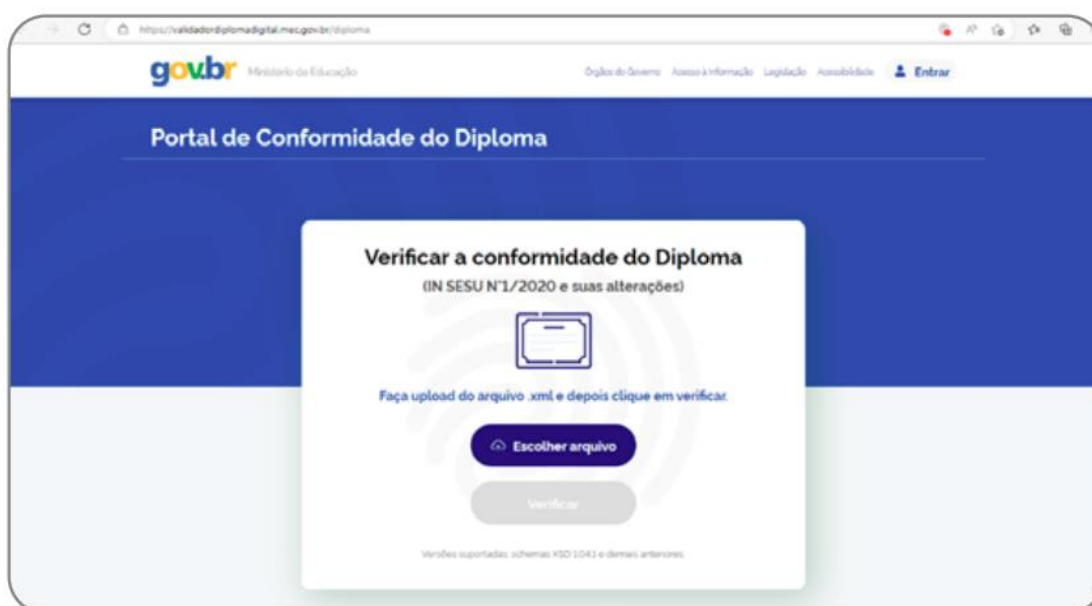 https://validadordiplomadigital.mec.gov.br/diploma
gov.br Ministério da Educação Órgãos do Governo Acesso à Informação Legislação Acessibilidade Entrar
Portal de Conformidade do Diploma
Verificar a conformidade do Diploma
(IN SESU N°1/2020 e suas alterações)
Faça upload do arquivo .xml e depois clique em verificar.
Escolher arquivo
Verificar
Versões suportadas: schemas XSD 1.04.1 e demais anteriores.